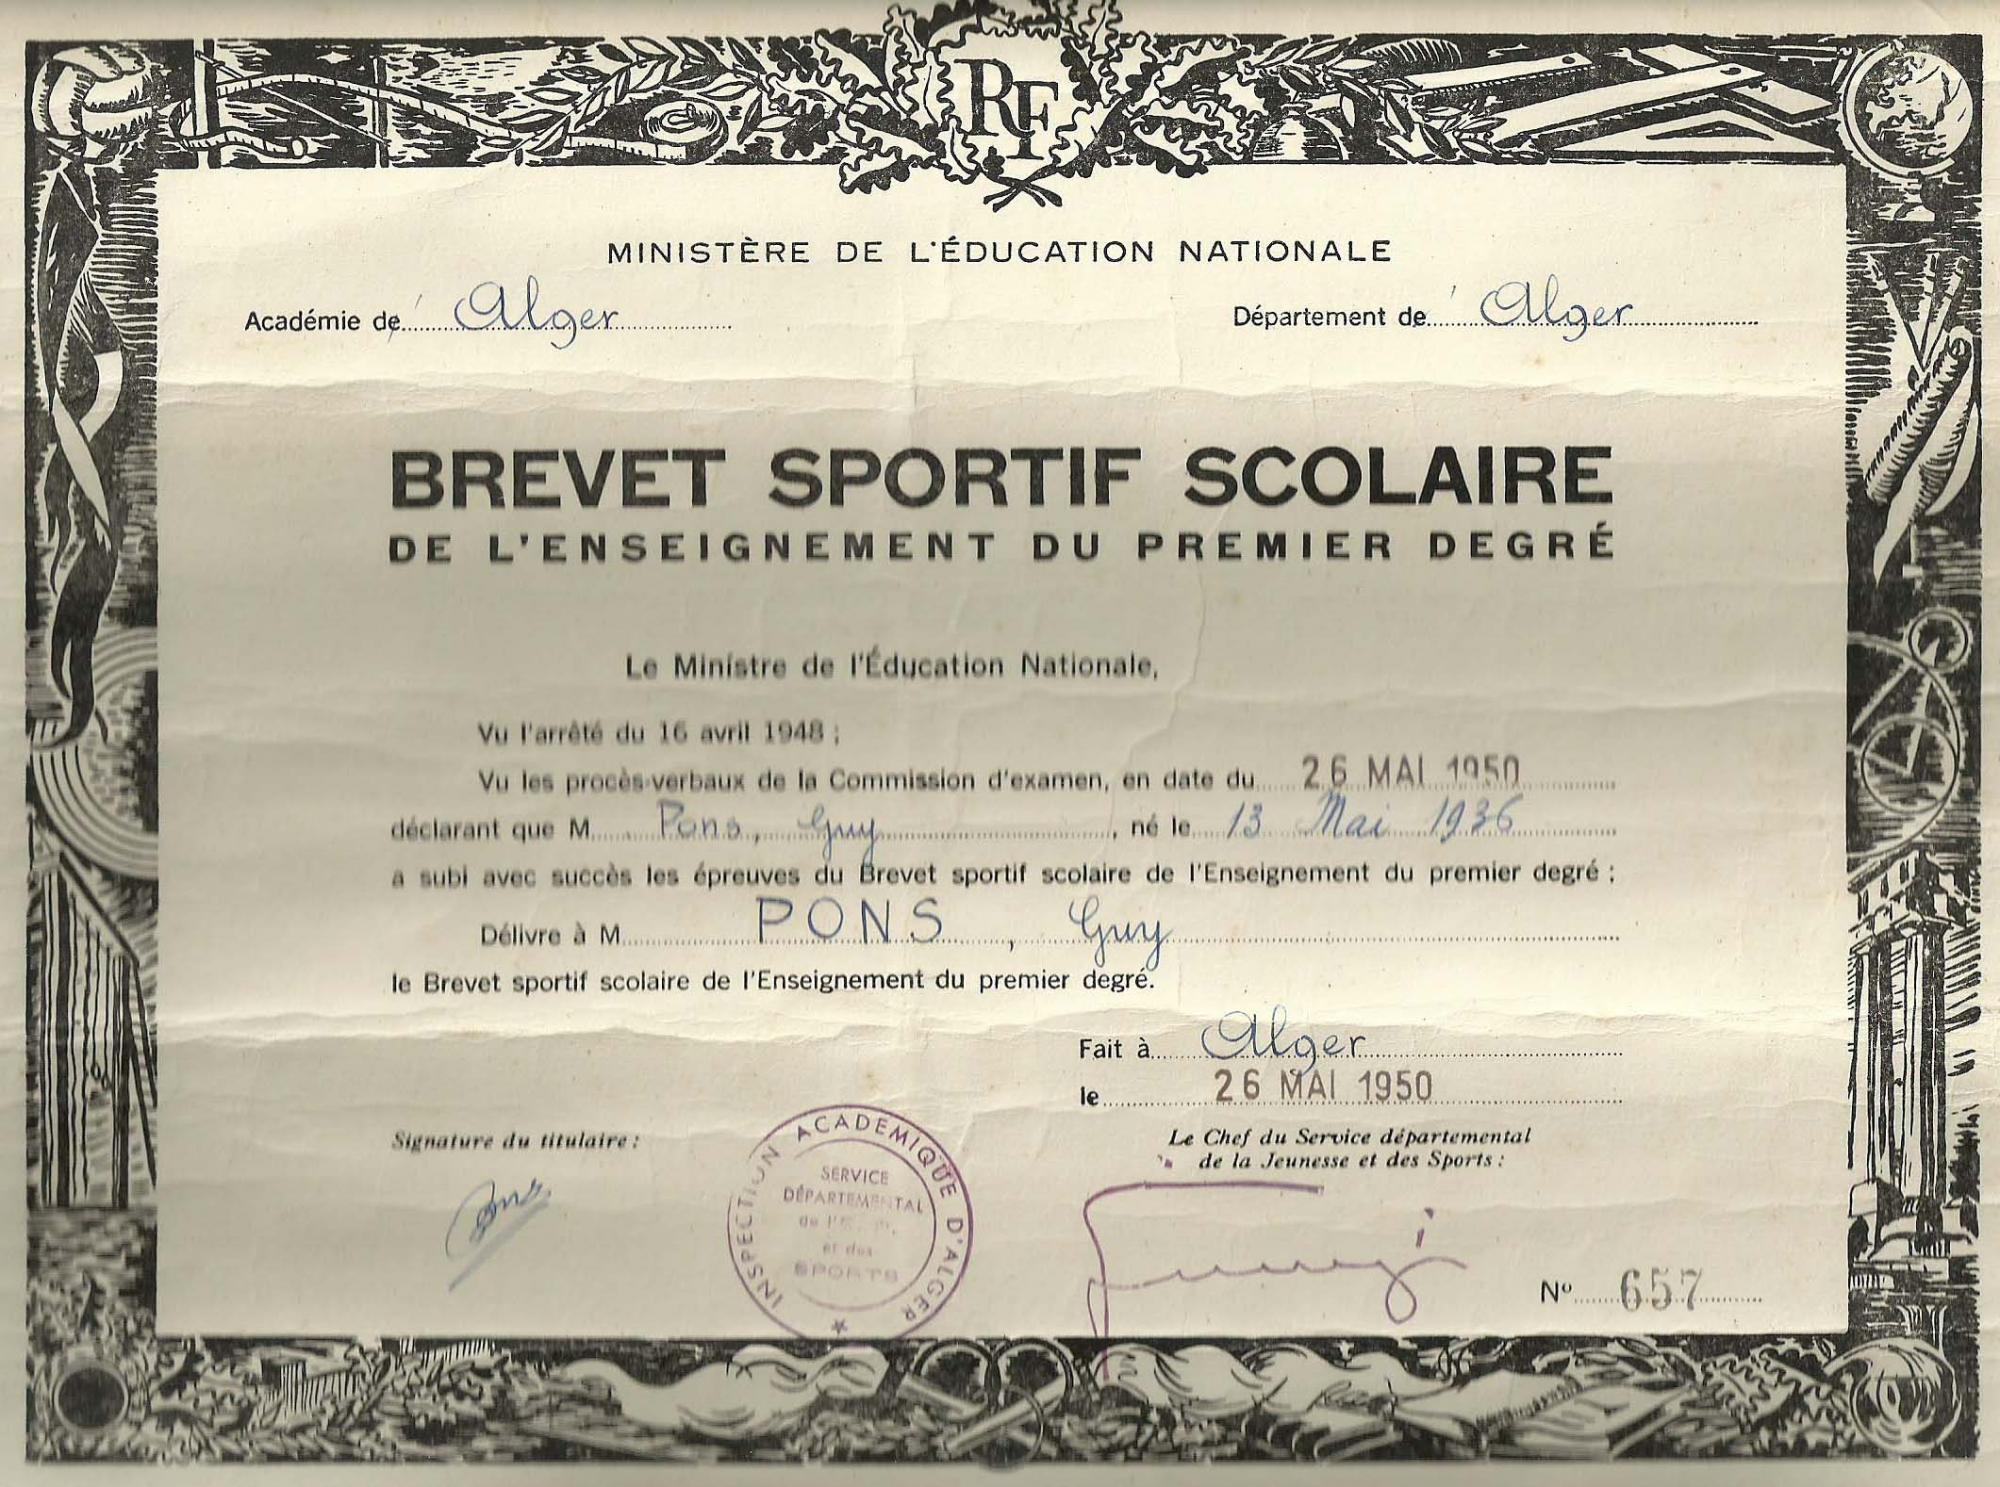 RF
MINISTÈRE DE L'ÉDUCATION NATIONALE
Académie de Alger
Département de Alger
BREVET SPORTIF SCOLAIRE
DE L'ENSEIGNEMENT DU PREMIER DEGRÉ
Le Ministre de l'Éducation Nationale,
Vu l'arrêté du 16 avril 1948 ;
Vu les procès-verbaux de la Commission d'examen, en date du 26 MAI 1950
déclarant que M Pons, Guy, né le 13 Mai 1936
a subi avec succès les épreuves du Brevet sportif scolaire de l'Enseignement du premier degré ;
Délivre à M PONS, Guy
le Brevet sportif scolaire de l'Enseignement du premier degré.
Fait à Alger
le 26 MAI 1950
Signature du titulaire :
Le Chef du Service départemental
de la Jeunesse et des Sports :
Pons
INSPECTION ACADEMIQUE D'ALGER
SERVICE
DÉPARTEMENTAL
de
et des
SPORTS
Nº 657